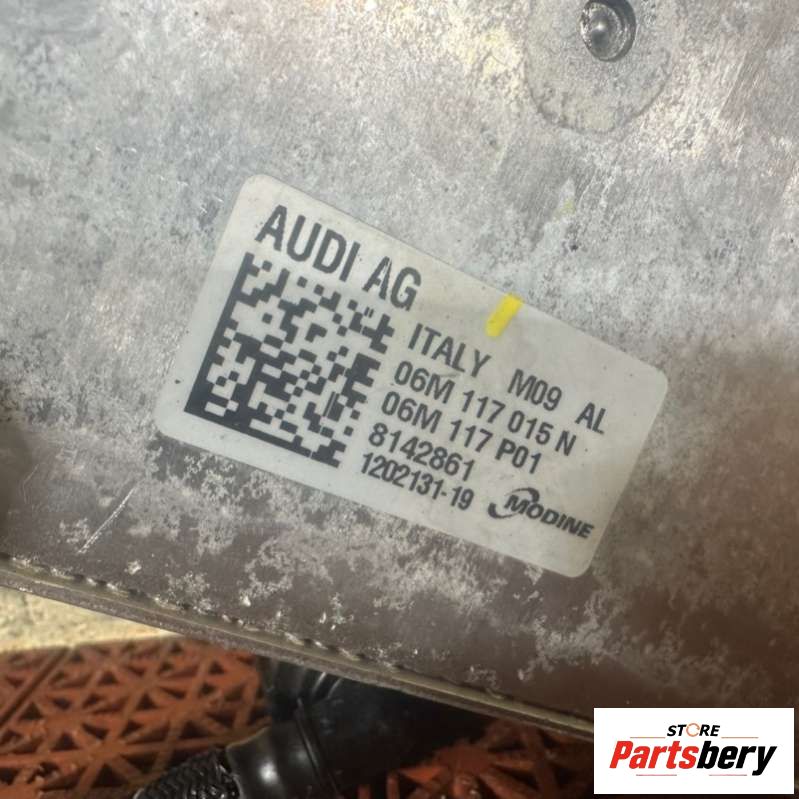 AUDI AG
ITALY M09 AL
06M 117 015 N
06M 117 P01
8142861
1202131-19 MODINE
STORE
Partsbery